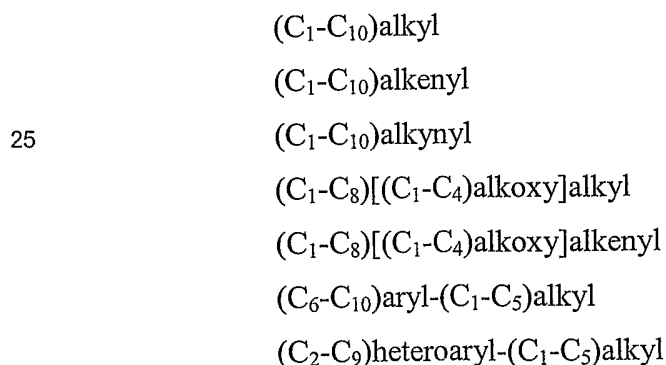 (C₁-C₁₀)alkyl
(C₁-C₁₀)alkenyl
25 (C₁-C₁₀)alkynyl
(C₁-C₈)[(C₁-C₄)alkoxy]alkyl
(C₁-C₈)[(C₁-C₄)alkoxy]alkenyl
(C₆-C₁₀)aryl-(C₁-C₅)alkyl
(C₂-C₉)heteroaryl-(C₁-C₅)alkyl